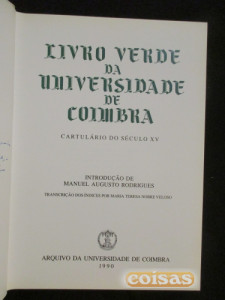 LIVRO VERDE
DA
UNIVERSIDADE
DE
COIMBRA
CARTULÁRIO DO SÉCULO XV
INTRODUÇÃO DE
MANUEL AUGUSTO RODRIGUES
TRANSCRIÇÃO DOS ÍNDICES POR MARIA TERESA NOBRE VELOSO
ARQUIVO DA UNIVERSIDADE DE COIMBRA
1990
coisas